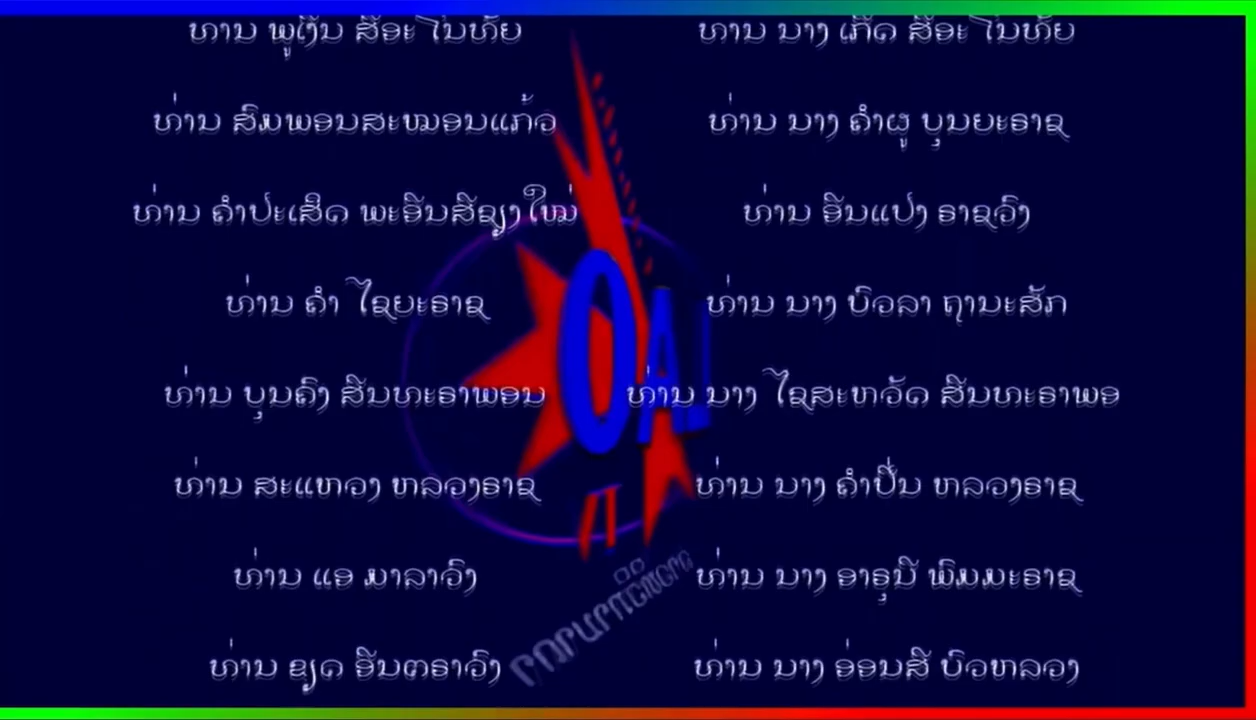 ທ່ານ ພູເງິນ ສີອະໄພທັຍ
ທ່ານ ນາງ ເກີດ ສີອະໄພທັຍ
ທ່ານ ສົມພອນສະໝອນແກ້ວ
ທ່ານ ນາງ ຄຳຜູ ບຸນຍະຣາຊ
ທ່ານ ຄຳປະເສີດ ພະອິນສີຊຽງໃໝ່
ທ່ານ ອິນແປງ ຣາຊວົງ
ທ່ານ ຄຳ ໄຊຍະຣາຊ
ທ່ານ ນາງ ບົວລາ ຖານະສັກ
ທ່ານ ບຸນຄົງ ສິນທະຣາພອນ
ທ່ານ ນາງ ໄຊສະຫວັດ ສິນທະຣາພອ
ທ່ານ ສະແຫວງ ຫລວງຣາຊ
ທ່ານ ນາງ ຄຳປິ່ນ ຫລວງຣາຊ
ທ່ານ ແອ ມາລາວົງ
ທ່ານ ນາງ ອາຣຸນີ ພົມມະຣາຊ
ທ່ານ ຂຽດ ອິນຕຣາວົງ
ທ່ານ ນາງ ອ່ອນສີ ບົວຫລວງ